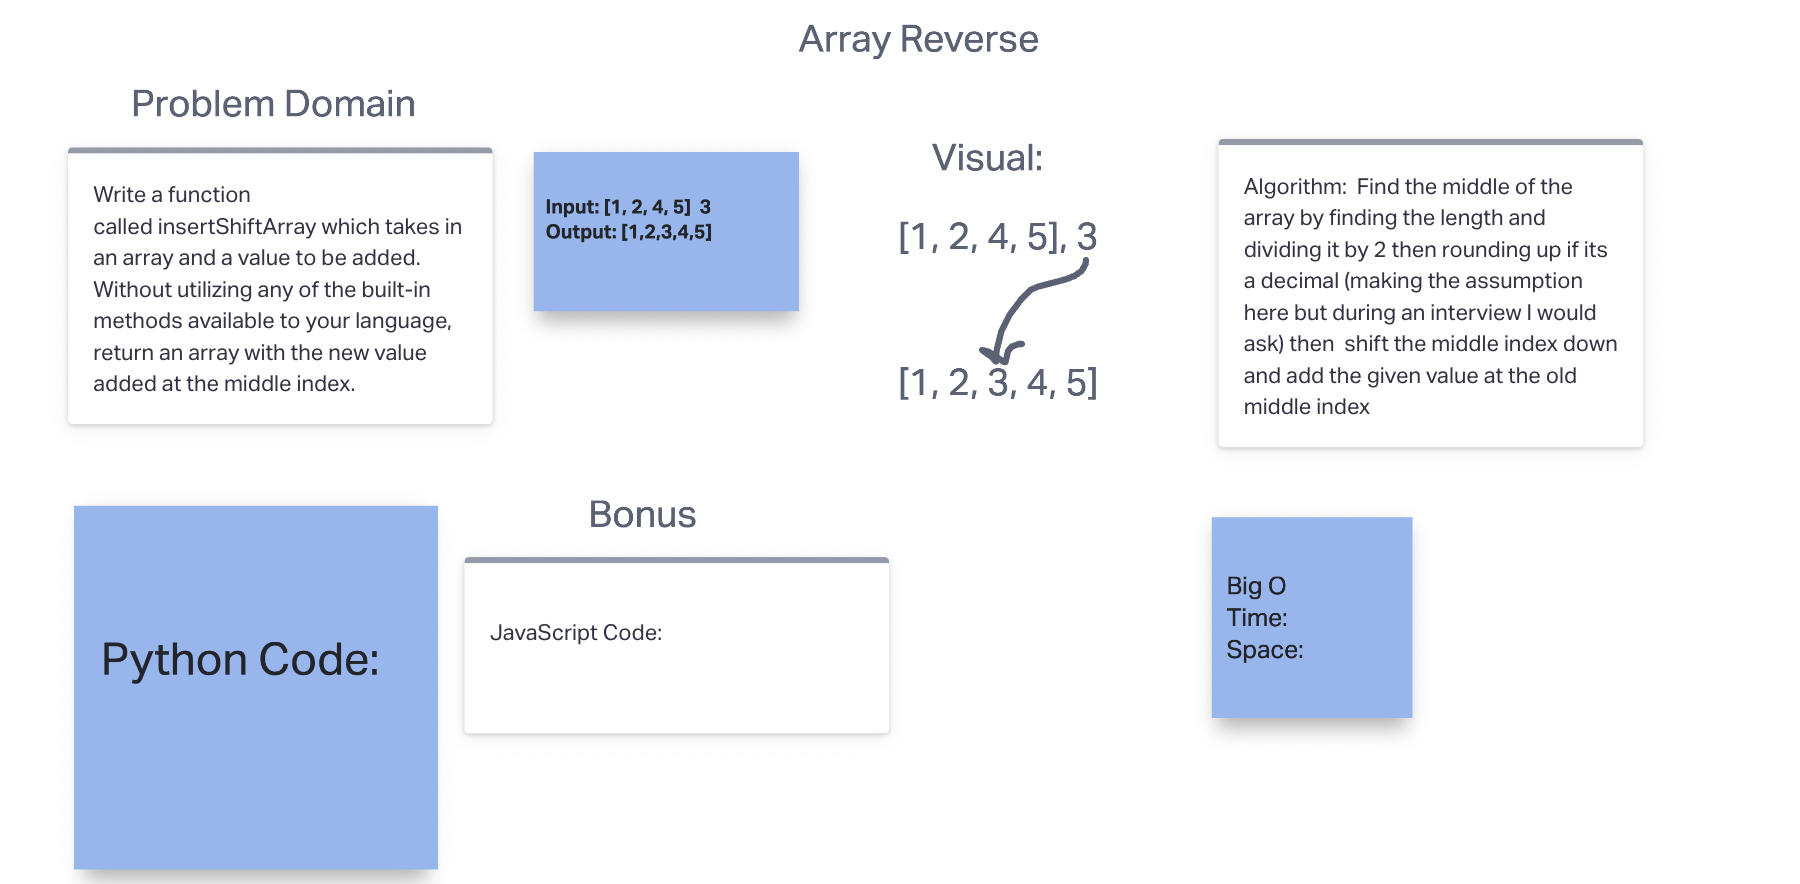 Array Reverse
Problem Domain
Write a function
called insertShiftArray which takes in
an array and a value to be added.
Without utilizing any of the built-in
methods available to your language,
return an array with the new value
added at the middle index.
Input: [1, 2, 4, 5]  3
Output: [1,2,3,4,5]
Visual:
[1, 2, 4, 5], 3
[1, 2, 3, 4, 5]
Algorithm:  Find the middle of the
array by finding the length and
dividing it by 2 then rounding up if its
a decimal (making the assumption
here but during an interview I would
ask) then  shift the middle index down
and add the given value at the old
middle index
Python Code:
Bonus
JavaScript Code:
Big O
Time:
Space: